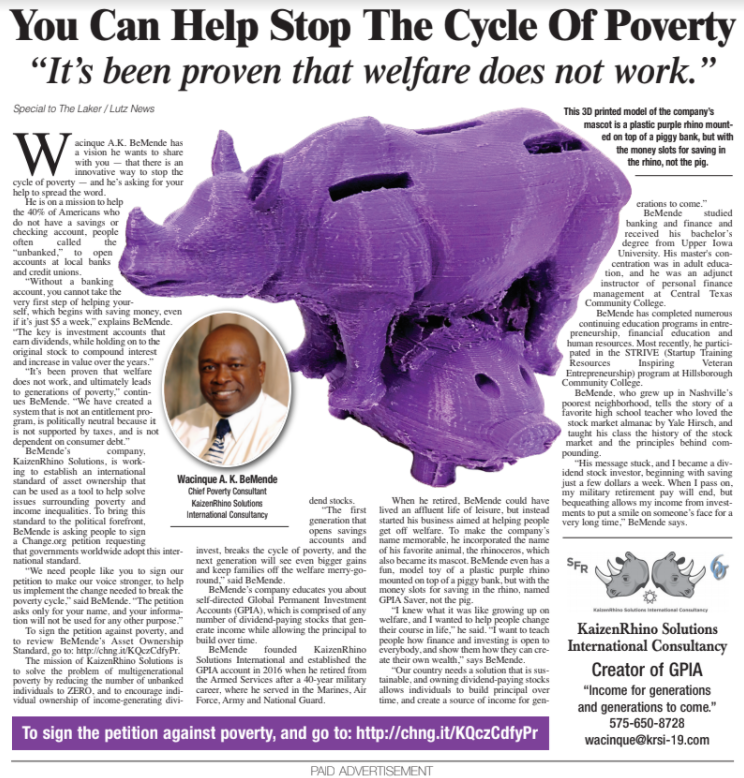 You Can Help Stop The Cycle Of Poverty
“It’s been proven that welfare does not work.”
Special to The Laker / Lutz News
Wacinque A.K. BeMende has
a vision he wants to share
with you — that there is an
innovative way to stop the
cycle of poverty — and he's asking for your
help to spread the word.
He is on a mission to help
the 40% of Americans who
do not have a savings or
checking account, people
often called the
“unbanked,” to open
accounts at local banks
and credit unions.
“Without a banking
account, you cannot take the
very first step of helping your-
self, which begins with saving money, even
if it’s just $5 a week,” explains BeMende.
“The key is investment accounts that
earn dividends, while holding on to the
original stock to compound interest
and increase in value over the years.”
“It’s been proven that welfare
does not work, and ultimately leads
to generations of poverty,” contin-
ues BeMende. “We have created a
system that is not an entitlement pro-
gram, is politically neutral because it
is not supported by taxes, and is not
dependent on consumer debt.”
BeMende’s company,
KaizenRhino Solutions, is work-
ing to establish an international
standard of asset ownership that
can be used as a tool to help solve
issues surrounding poverty and
income inequalities. To bring this
standard to the political forefront,
BeMende is asking people to sign
a Change.org petition requesting
that governments worldwide adopt this inter-
national standard.
“We need people like you to sign our
petition to make our voice stronger, to help
us implement the change needed to break the
poverty cycle,” said BeMende. “The petition
asks only for your name, and your informa-
tion will not be used for any other purpose.”
To sign the petition against poverty, and
to review BeMende’s Asset Ownership
Standard, go to: http://chng.it/KQczCdfyPr.
The mission of KaizenRhino Solutions is
to solve the problem of multigenerational
poverty by reducing the number of unbanked
individuals to ZERO, and to encourage indi-
vidual ownership of income-generating divi-
Wacinque A. K. BeMende
Chief Poverty Consultant
KaizenRhino Solutions
International Consultancy
dend stocks.
“The first
generation that
opens savings
accounts and
invest, breaks the cycle of poverty, and the
next generation will see even bigger gains
and keep families off the welfare merry-go-
round,” said BeMende.
BeMende’s company educates you about
self-directed Global Permanent Investment
Accounts (GPIA), which is comprised of any
number of dividend-paying stocks that gen-
erate income while allowing the principal to
build over time.
BeMende founded KaizenRhino
Solutions International and established the
GPIA account in 2016 when he retired from
the Armed Services after a 40-year military
career, where he served in the Marines, Air
Force, Army and National Guard.
When he retired, BeMende could have
lived an affluent life of leisure, but instead
started his business aimed at helping people
get off welfare. To make the company’s
name memorable, he incorporated the name
of his favorite animal, the rhinoceros, which
also became its mascot. BeMende even has a
fun, model toy of a plastic purple rhino
mounted on top of a piggy bank, but with the
money slots for saving in the rhino, named
GPIA Saver, not the pig.
“I knew what it was like growing up on
welfare, and I wanted to help people change
their course in life,” he said. “I want to teach
people how finance and investing is open to
everybody, and show them how they can cre-
ate their own wealth,” says BeMende.
“Our country needs a solution that is sus-
tainable, and owning dividend-paying stocks
allows individuals to build principal over
time, and create a source of income for gen-
This 3D printed model of the company’s
mascot is a plastic purple rhino mount-
ed on top of a piggy bank, but with
the money slots for saving in
the rhino, not the pig.
erations to come.”
BeMende studied
banking and finance and
received his bachelor’s
degree from Upper Iowa
University. His master's con-
centration was in adult educa-
tion, and he was an adjunct
instructor of personal finance
management at Central Texas
Community College.
BeMende has completed numerous
continuing education programs in entre-
preneurship, financial education and
human resources. Most recently, he partici-
pated in the STRIVE (Startup Training
Resources Inspiring Veteran
Entrepreneurship) program at Hillsborough
Community College.
BeMende, who grew up in Nashville’s
poorest neighborhood, tells the story of a
favorite high school teacher who loved the
stock market almanac by Yale Hirsch, and
taught his class the history of the stock
market and the principles behind com-
pounding.
“His message stuck, and I became a div-
idend stock investor, beginning with saving
just a few dollars a week. When I pass on,
my military retirement pay will end, but
bequeathing allows my income from invest-
ments to put a smile on someone’s face for a
very long time,” BeMende says.
SFR
KaizenRhino Solutions International Consultancy
KaizenRhino Solutions
International Consultancy
Creator of GPIA
“Income for generations
and generations to come.”
575-650-8728
wacinque@krsi-19.com
To sign the petition against poverty, and go to: http://chng.it/KQczCdfyPr
PAID ADVERTISEMENT